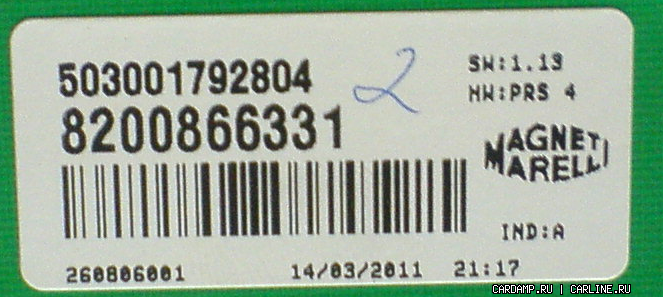 503001792804
8200866331
2
SW:1.13
HW:PRS 4
MAGNETI
MARELLI
IND:A
260806001 14/03/2011 21:17
CARDAMP.RU | CARLINE.RU